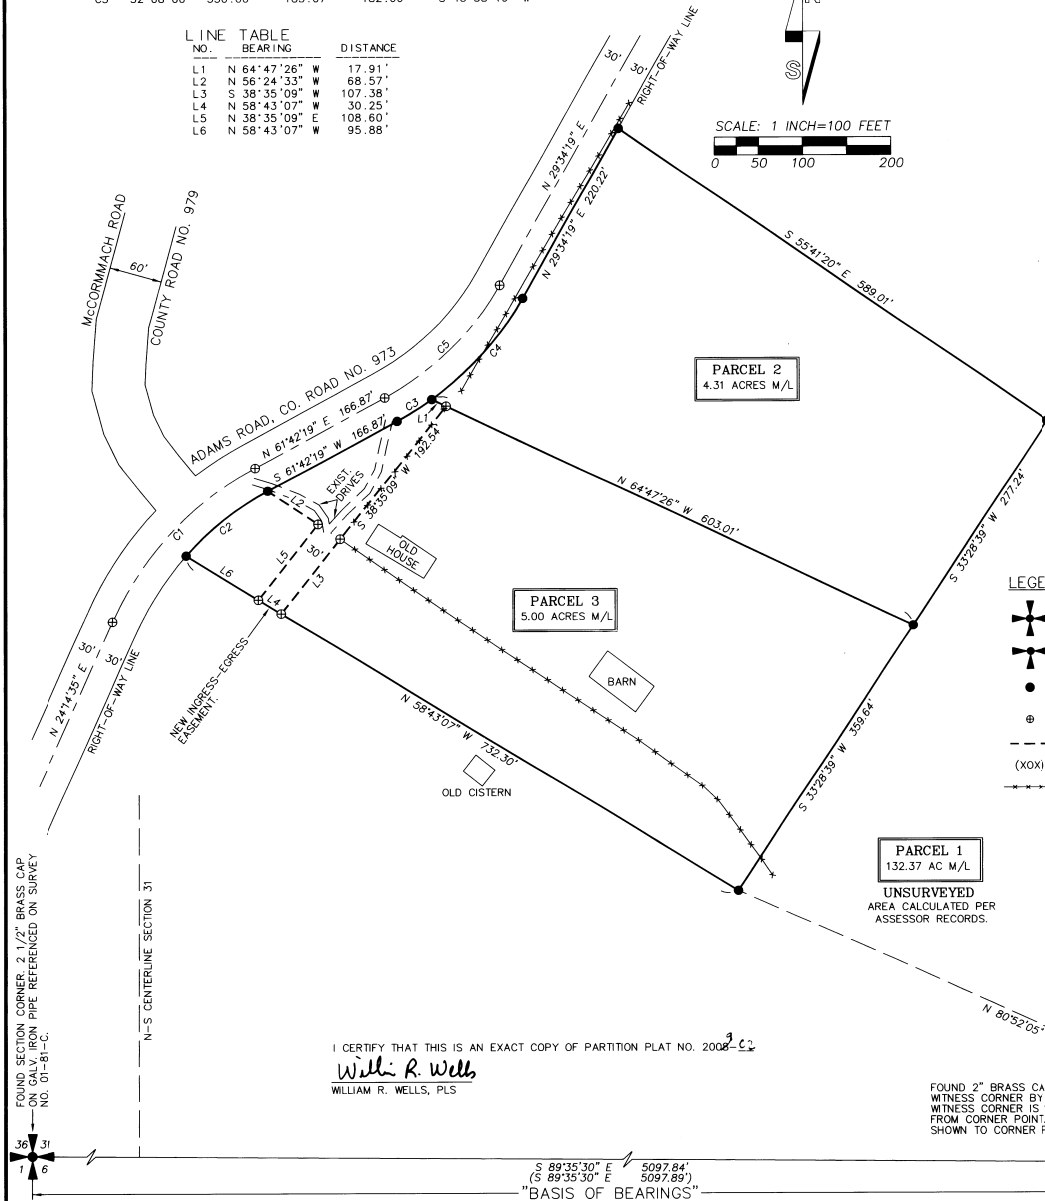 LINE TABLE
NO. BEARING DISTANCE
L1 N 64°47'26" W 17.91'
L2 N 56°24'33" W 68.57'
L3 S 38°35'09" W 107.38'
L4 N 58°43'07" W 30.25'
L5 N 38°35'09" E 108.60'
L6 N 58°43'07" W 95.88'
30'
30'
RIGHT-OF-WAY LINE
S
SCALE: 1 INCH=100 FEET
0 50 100 200
N 29°34'19" E
N 29°34'19" E 220.22'
McCORMMACH ROAD
COUNTY ROAD NO. 979
60'
S 55°41'20" E 589.01'
ADAMS ROAD, CO. ROAD NO. 973
C5
C4
N 61°42'19" E 166.87'
S 61°42'19" W 166.87'
C3
L1
PARCEL 2
4.31 ACRES M/L
S 38°35'09" W 192.54'
EXIST. DRIVES
L2
N 64°47'26" W 603.01'
S 33°28'39" W 277.24'
C1
C2
OLD
HOUSE
L5
30'
L3
L6
L4
PARCEL 3
5.00 ACRES M/L
LEGE
30'
30'
N 24°14'35" E
RIGHT-OF-WAY LINE
NEW INGRESS-EGRESS
EASEMENT.
BARN
N 58°43'07" W 732.30'
S 33°28'39" W 359.64'
(XOX)
OLD CISTERN
PARCEL 1
132.37 AC M/L
UNSURVEYED
AREA CALCULATED PER
ASSESSOR RECORDS.
FOUND SECTION CORNER. 2 1/2" BRASS CAP
ON GALV. IRON PIPE REFERENCED ON SURVEY
NO. 01-81-C.
N-S CENTERLINE SECTION 31
N 80°52'05"
I CERTIFY THAT THIS IS AN EXACT COPY OF PARTITION PLAT NO. 2008-02
William R. Wells
WILLIAM R. WELLS, PLS
FOUND 2" BRASS CA
WITNESS CORNER BY
WITNESS CORNER IS
FROM CORNER POINT.
SHOWN TO CORNER P
36 31
1 6
S 89°35'30" E 5097.84'
(S 89°35'30" E 5097.89')
"BASIS OF BEARINGS"